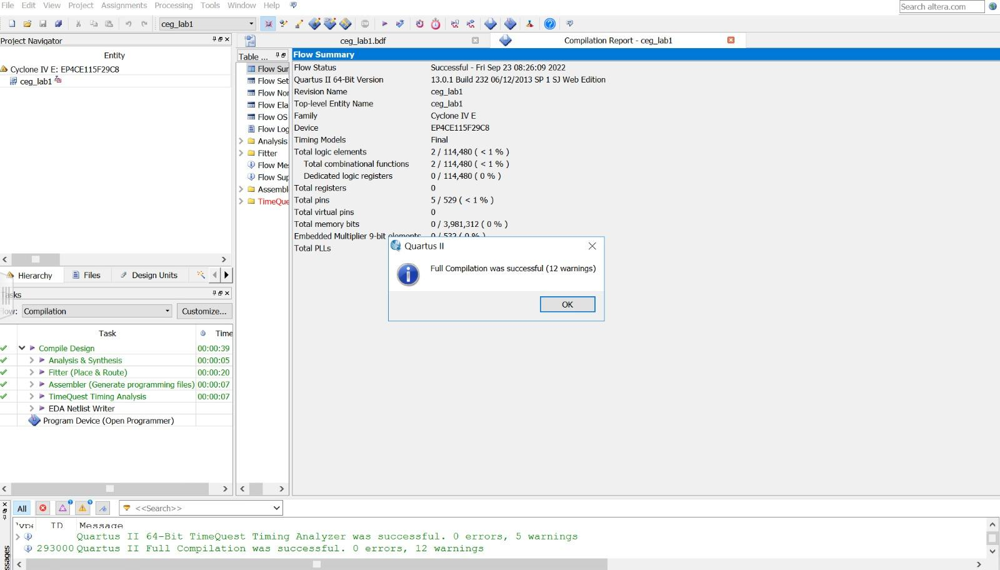 File Edit View Project Assignments Processing Tools Window Help
Search altera.com
ceg_lab1
Project Navigator
Entity
Cyclone IV E: EP4CE115F29C8
ceg_lab1
Hierarchy Files Design Units
Flow: Compilation Customize...
Task Time
Compile Design 00:00:39
Analysis & Synthesis 00:00:05
Fitter (Place & Route) 00:00:20
Assembler (Generate programming files) 00:00:07
TimeQuest Timing Analysis 00:00:07
EDA Netlist Writer
Program Device (Open Programmer)
ceg_lab1.bdf
Compilation Report - ceg_lab1
Table ...
Flow Sur
Flow Set
Flow Nor
Flow Ela
Flow OS
Flow Log
Analysis
Fitter
Flow Me
Flow Sup
Assembl
TimeQue
Flow Summary
Flow Status Successful - Fri Sep 23 08:26:09 2022
Quartus II 64-Bit Version 13.0.1 Build 232 06/12/2013 SP 1 SJ Web Edition
Revision Name ceg_lab1
Top-level Entity Name ceg_lab1
Family Cyclone IV E
Device EP4CE115F29C8
Timing Models Final
Total logic elements 2 / 114,480 ( < 1 % )
Total combinational functions 2 / 114,480 ( < 1 % )
Dedicated logic registers 0 / 114,480 ( 0 % )
Total registers 0
Total pins 5 / 529 ( < 1 % )
Total virtual pins 0
Total memory bits 0 / 3,981,312 ( 0 % )
Embedded Multiplier 9-bit elements 0 / 532 ( 0 % )
Total PLLs
Quartus II
Full Compilation was successful (12 warnings)
OK
All <<Search>>
Type ID Message
Quartus II 64-Bit TimeQuest Timing Analyzer was successful. 0 errors, 5 warnings
293000 Quartus II Full Compilation was successful. 0 errors, 12 warnings